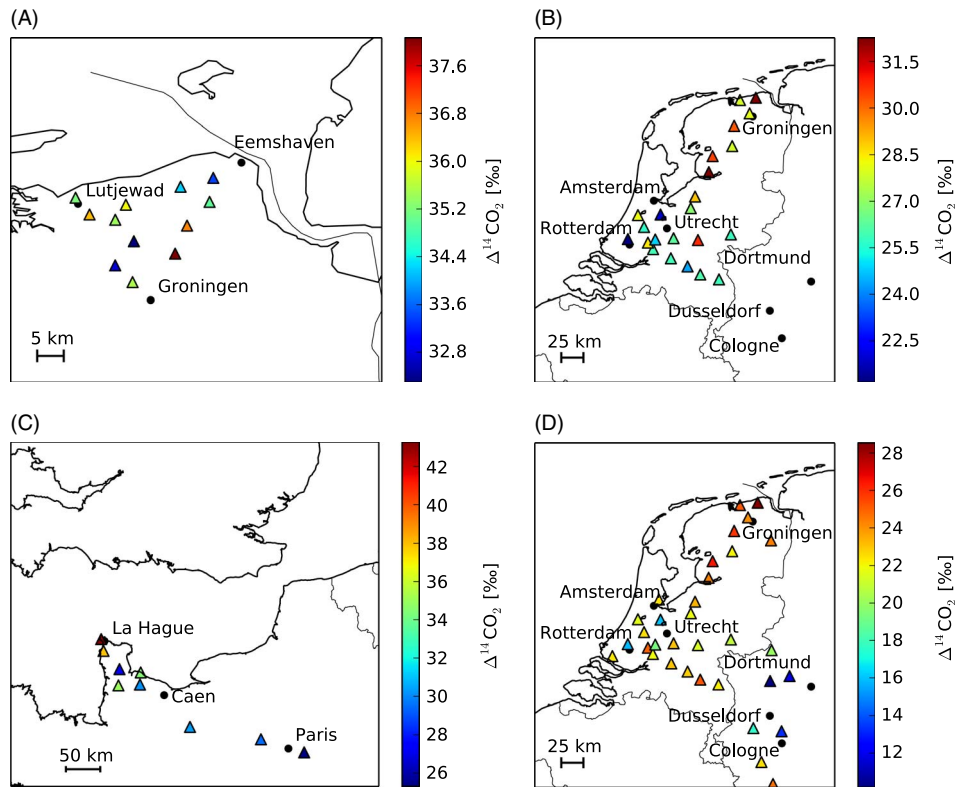 (A)
Eemshaven
Lutjewad
Groningen
5 km
37.6
36.8
36.0
35.2
34.4
33.6
32.8
Δ¹⁴CO₂ [‰]
(B)
Groningen
Amsterdam
Utrecht
Rotterdam
Dortmund
Dusseldorf
Cologne
25 km
31.5
30.0
28.5
27.0
25.5
24.0
22.5
Δ¹⁴CO₂ [‰]
(C)
La Hague
Caen
Paris
50 km
42
40
38
36
34
32
30
28
26
Δ¹⁴CO₂ [‰]
(D)
Groningen
Amsterdam
Utrecht
Rotterdam
Dortmund
Dusseldorf
Cologne
25 km
28
26
24
22
20
18
16
14
12
Δ¹⁴CO₂ [‰]